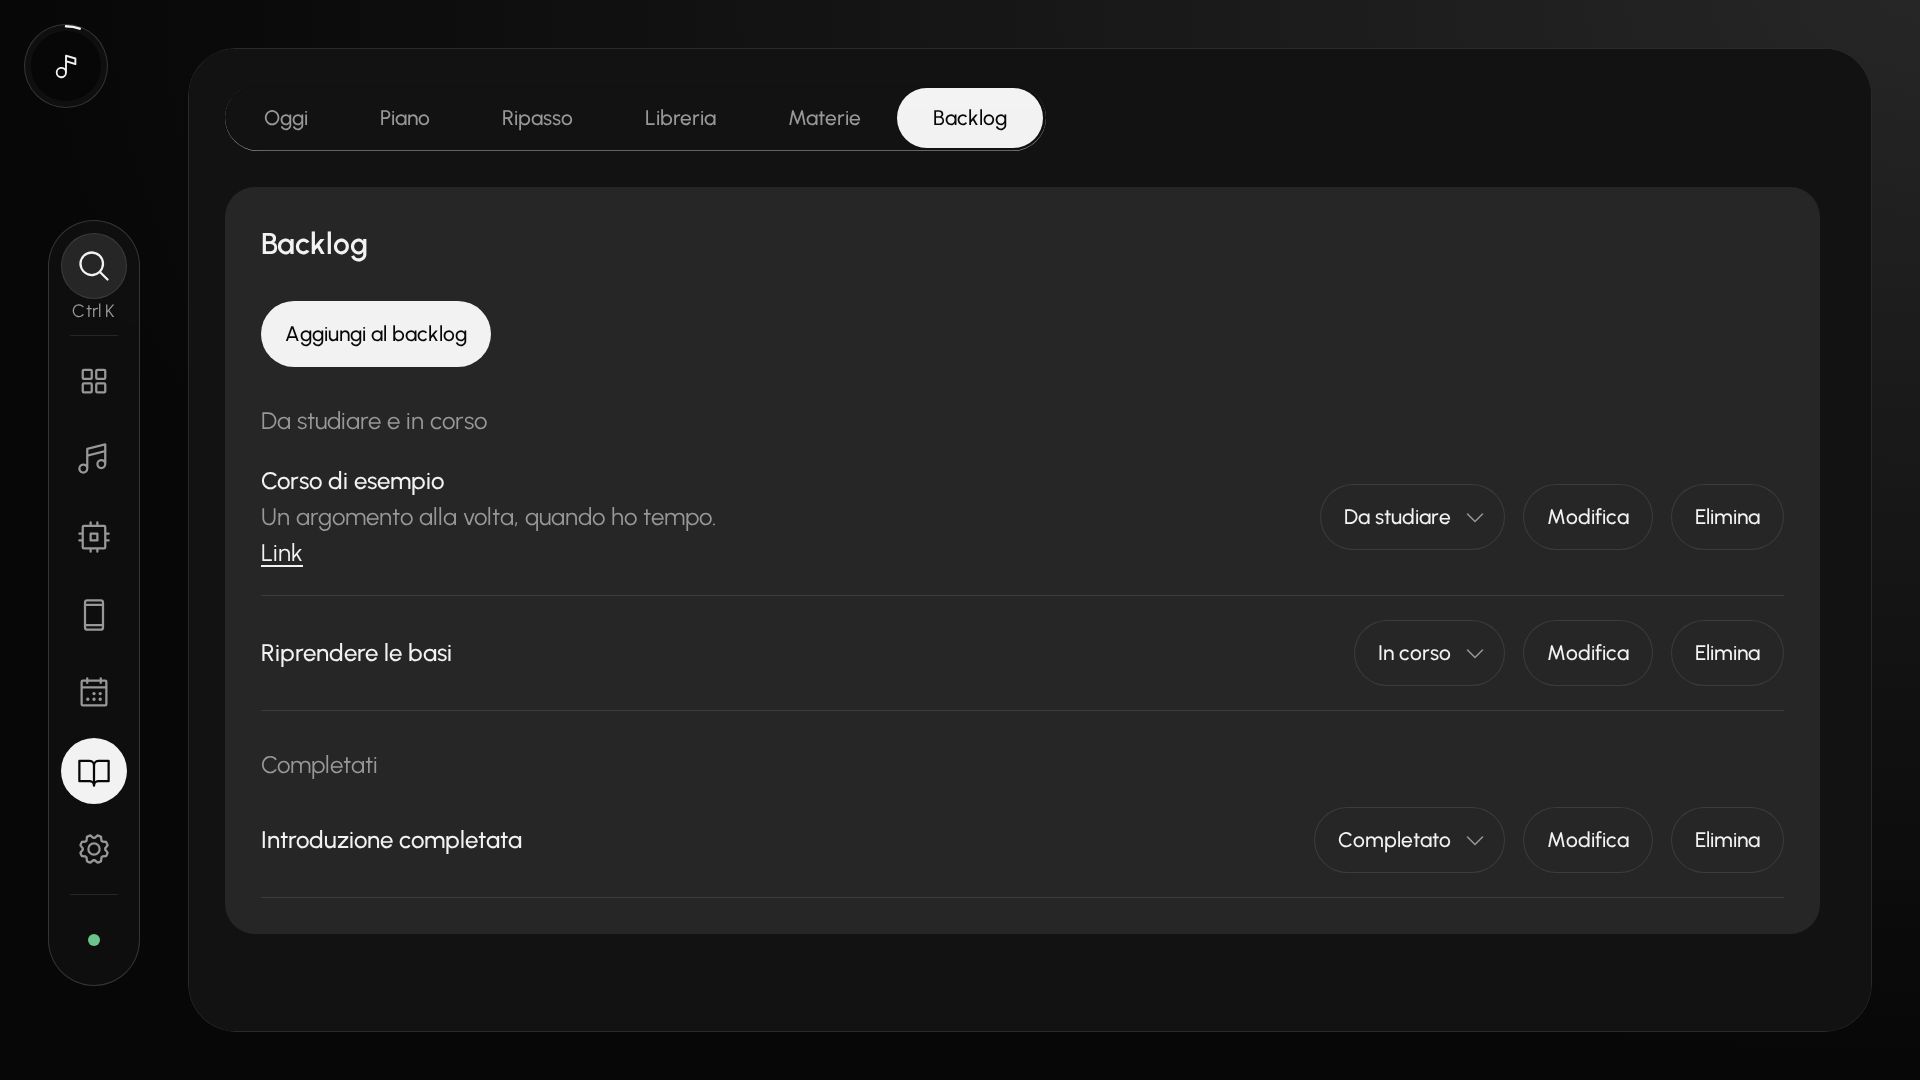 Oggi
Piano
Ripasso
Libreria
Materie
Backlog
Ctrl K
Backlog
Aggiungi al backlog
Da studiare e in corso
Corso di esempio
Un argomento alla volta, quando ho tempo.
Link
Da studiare
Modifica
Elimina
Riprendere le basi
In corso
Modifica
Elimina
Completati
Introduzione completata
Completato
Modifica
Elimina